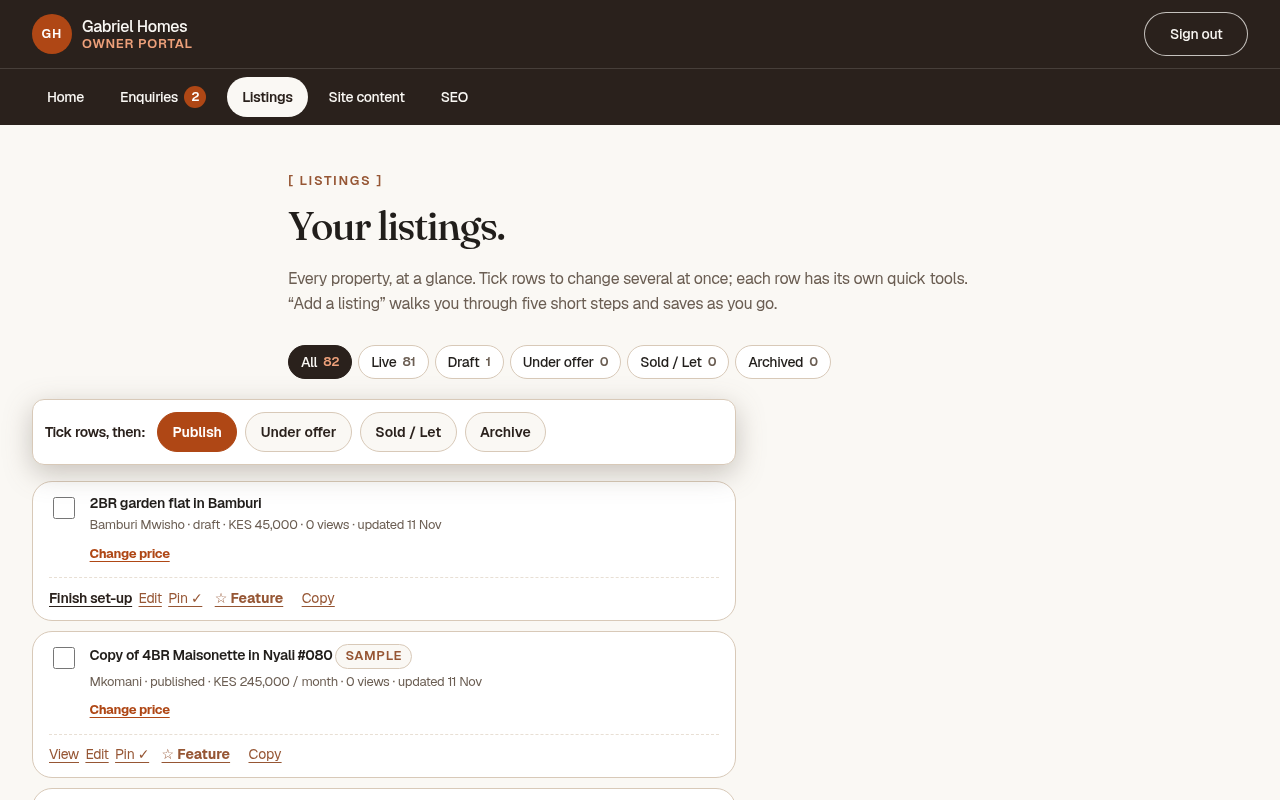 GH
Gabriel Homes
OWNER PORTAL
Sign out
Home
Enquiries 2
Listings
Site content
SEO
[ LISTINGS ]
Your listings.
Every property, at a glance. Tick rows to change several at once; each row has its own quick tools.
“Add a listing” walks you through five short steps and saves as you go.
All 82
Live 81
Draft 1
Under offer 0
Sold / Let 0
Archived 0
Tick rows, then:
Publish
Under offer
Sold / Let
Archive
2BR garden flat in Bamburi
Bamburi Mwisho · draft · KES 45,000 · 0 views · updated 11 Nov
Change price
Finish set-up Edit Pin ✓ ☆ Feature Copy
Copy of 4BR Maisonette in Nyali #080 SAMPLE
Mkomani · published · KES 245,000 / month · 0 views · updated 11 Nov
Change price
View Edit Pin ✓ ☆ Feature Copy